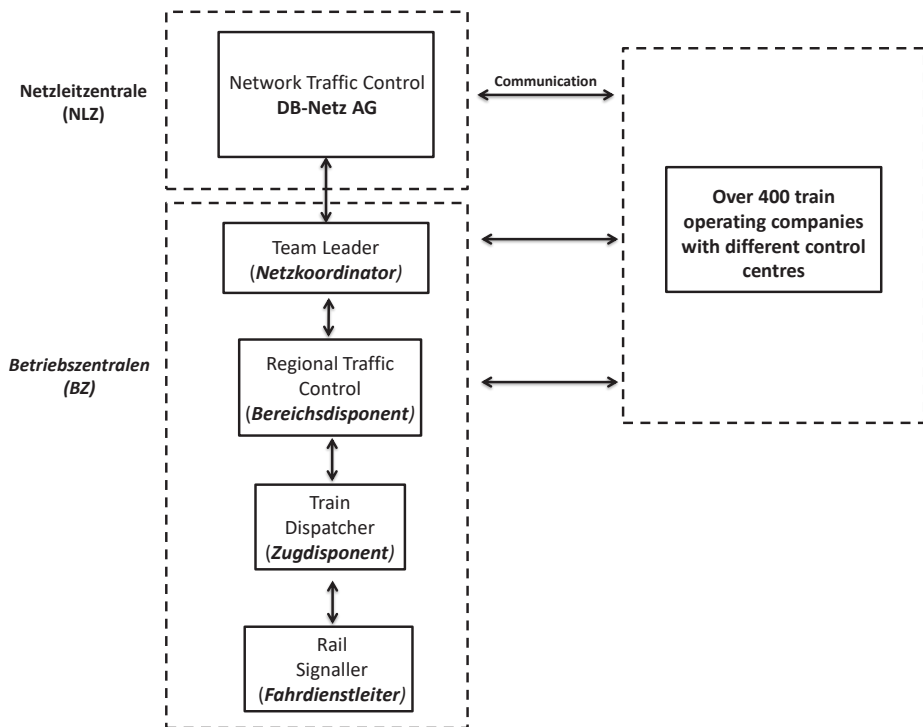 Netzleitzentrale
(NLZ)
Network Traffic Control
DB-Netz AG
Communication
Over 400 train
operating companies
with different control
centres
Betriebszentralen
(BZ)
Team Leader
(Netzkoordinator)
Regional Traffic
Control
(Bereichsdisponent)
Train
Dispatcher
(Zugdisponent)
Rail
Signaller
(Fahrdienstleiter)